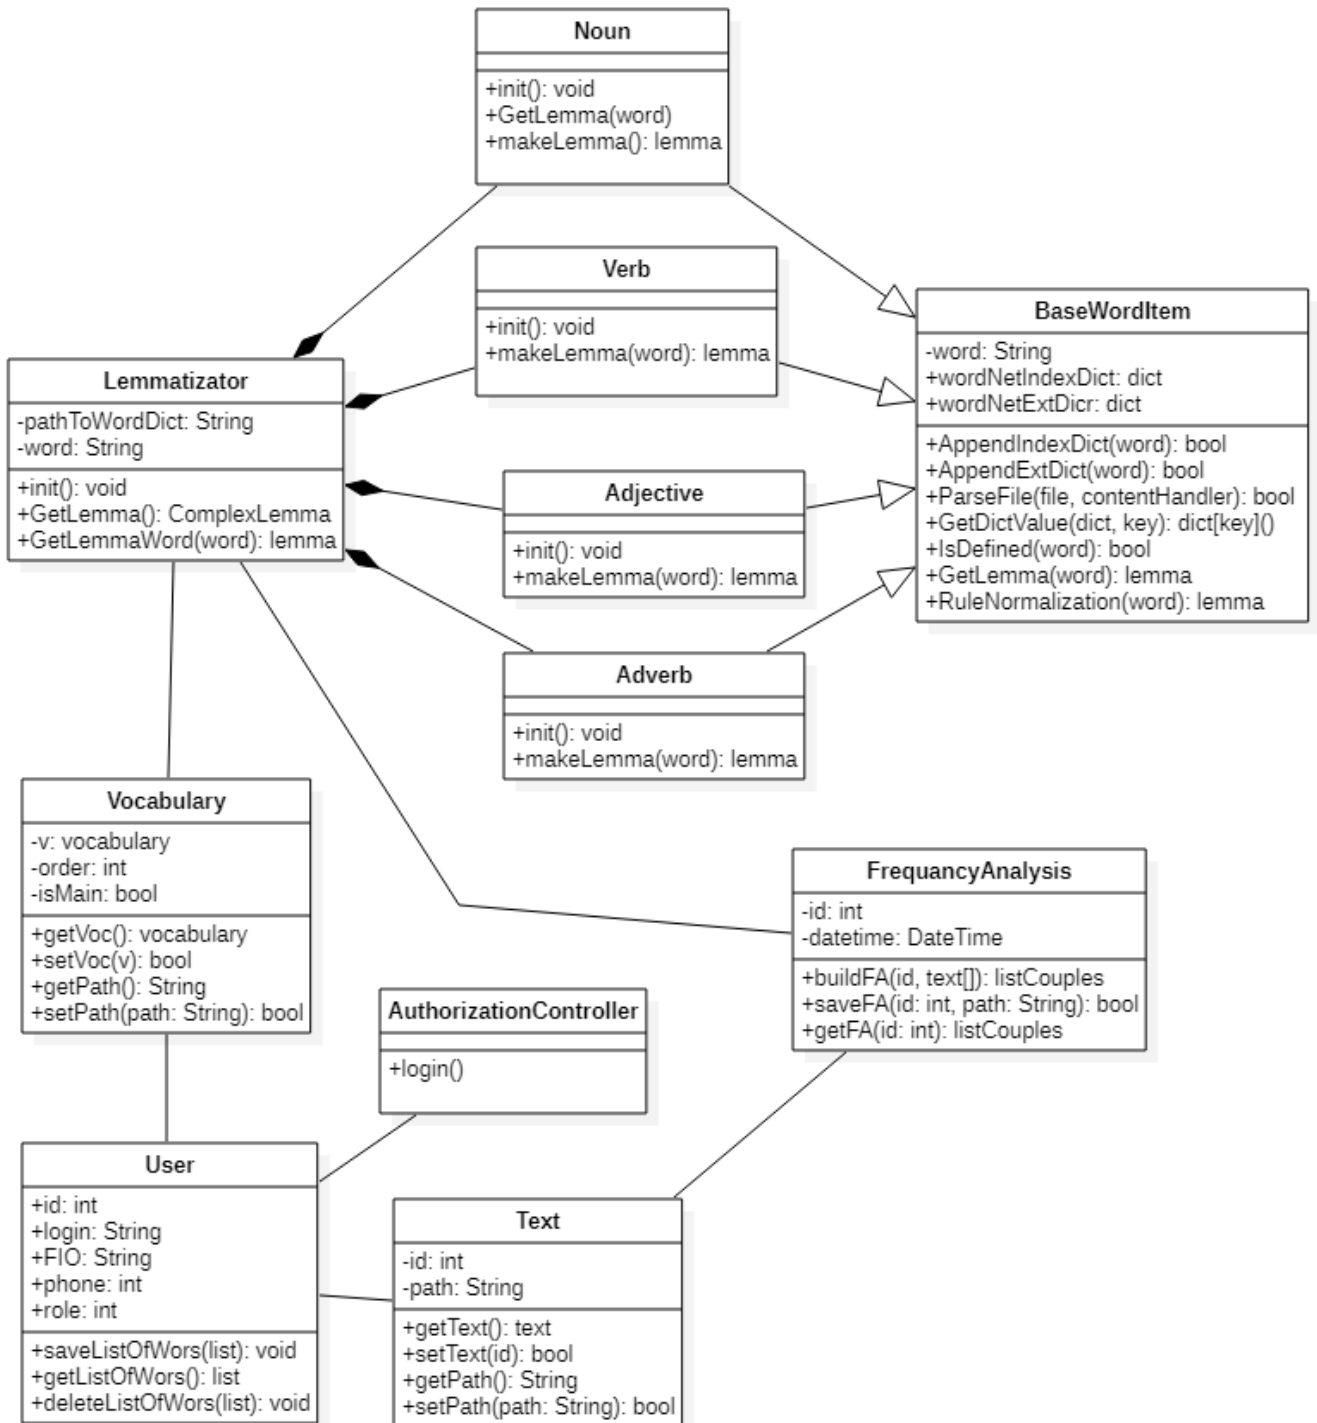 Noun
+init(): void
+GetLemma(word)
+makeLemma(): lemma
Verb
+init(): void
+makeLemma(word): lemma
BaseWordItem
-word: String
+wordNetIndexDict: dict
+wordNetExtDicr: dict
+AppendIndexDict(word): bool
+AppendExtDict(word): bool
+ParseFile(file, contentHandler): bool
+GetDictValue(dict, key): dict[key]()
+IsDefined(word): bool
+GetLemma(word): lemma
+RuleNormalization(word): lemma
Lemmatizator
-pathToWordDict: String
-word: String
+init(): void
+GetLemma(): ComplexLemma
+GetLemmaWord(word): lemma
Adjective
+init(): void
+makeLemma(word): lemma
Adverb
+init(): void
+makeLemma(word): lemma
Vocabulary
-v: vocabulary
-order: int
-isMain: bool
+getVoc(): vocabulary
+setVoc(v): bool
+getPath(): String
+setPath(path: String): bool
FrequancyAnalysis
-id: int
-datetime: DateTime
+buildFA(id, text[]): listCouples
+saveFA(id: int, path: String): bool
+getFA(id: int): listCouples
AuthorizationController
+login()
User
+id: int
+login: String
+FIO: String
+phone: int
+role: int
+saveListOfWors(list): void
+getListOfWors(): list
+deleteListOfWors(list): void
Text
-id: int
-path: String
+getText(): text
+setText(id): bool
+getPath(): String
+setPath(path: String): bool